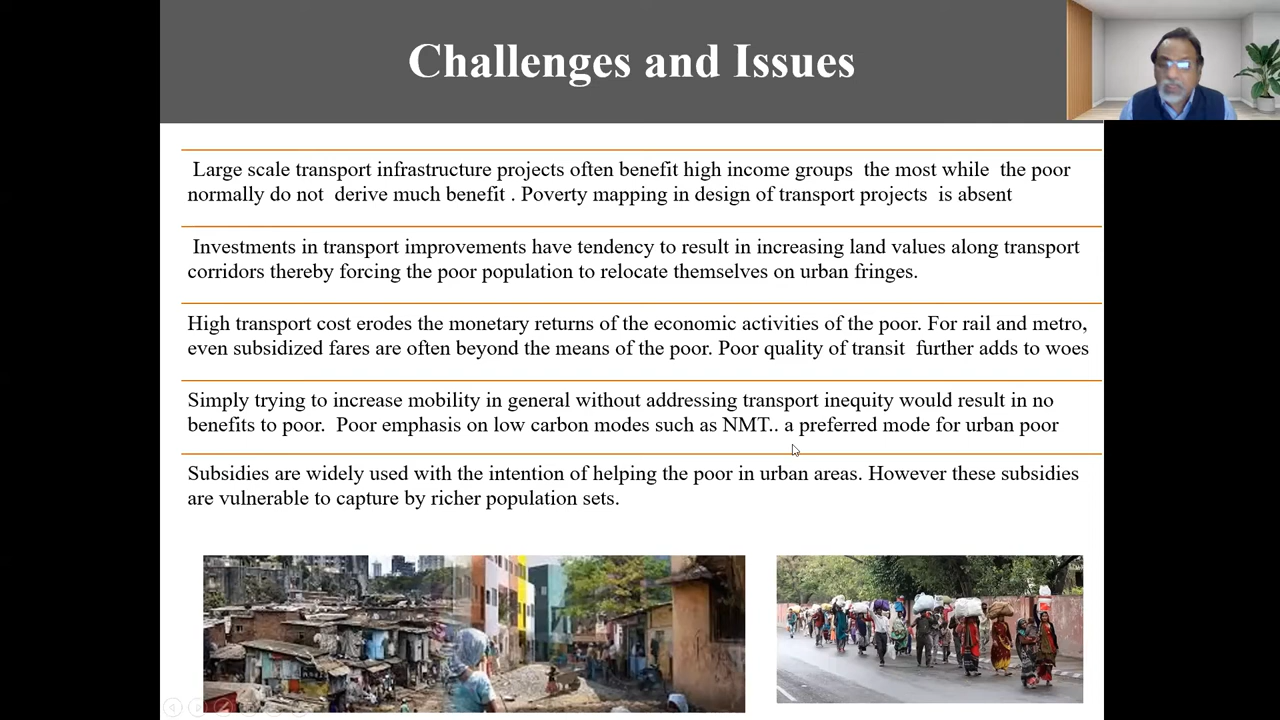 Challenges and Issues
Large scale transport infrastructure projects often benefit high income groups the most while the poor
normally do not derive much benefit . Poverty mapping in design of transport projects is absent
Investments in transport improvements have tendency to result in increasing land values along transport
corridors thereby forcing the poor population to relocate themselves on urban fringes.
High transport cost erodes the monetary returns of the economic activities of the poor. For rail and metro,
even subsidized fares are often beyond the means of the poor. Poor quality of transit further adds to woes
Simply trying to increase mobility in general without addressing transport inequity would result in no
benefits to poor. Poor emphasis on low carbon modes such as NMT.. a preferred mode for urban poor
Subsidies are widely used with the intention of helping the poor in urban areas. However these subsidies
are vulnerable to capture by richer population sets.